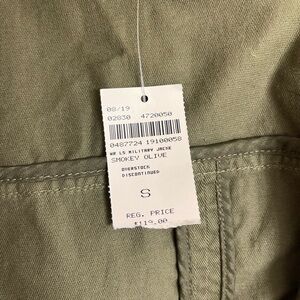 08/19
02830 4720050
0487724 19100058
WR LS MILITARY JACKE
SMOKEY OLIVE
OVERSTOCK
DISCONTINUED
S
REG. PRICE
$119.00